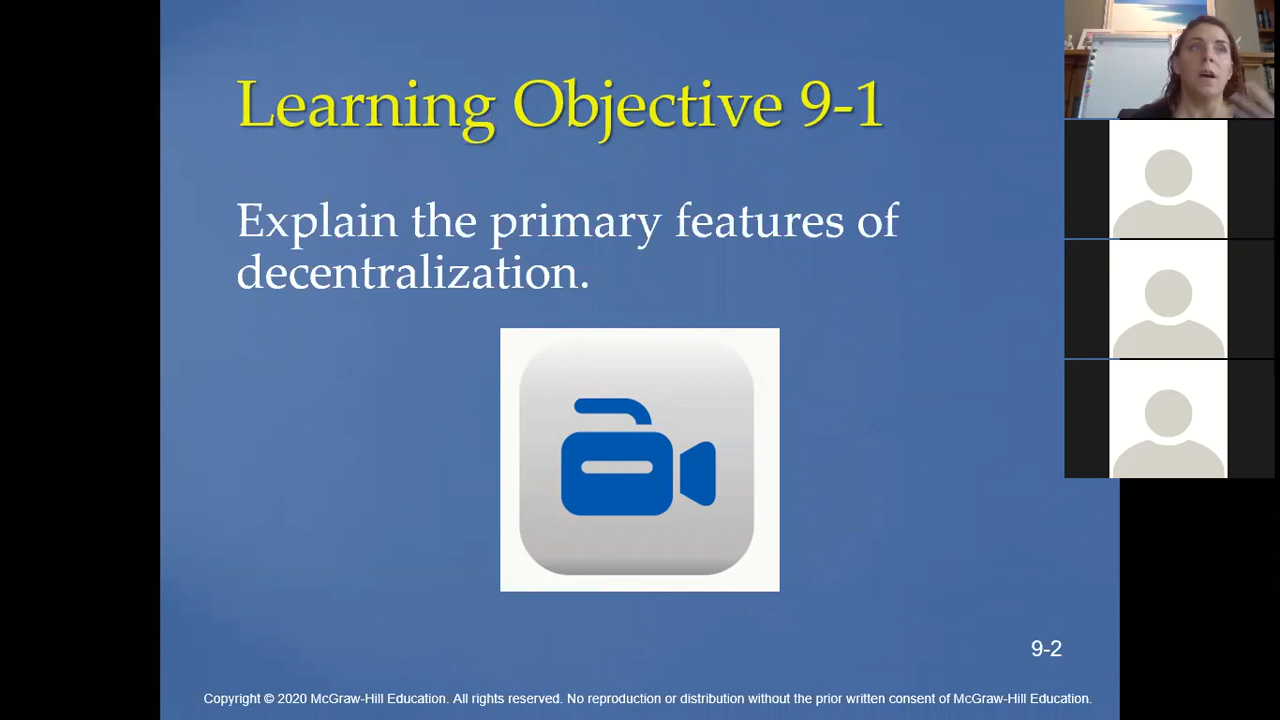 Learning Objective 9-1
Explain the primary features of
decentralization.
9-2
Copyright © 2020 McGraw-Hill Education. All rights reserved. No reproduction or distribution without the prior written consent of McGraw-Hill Education.